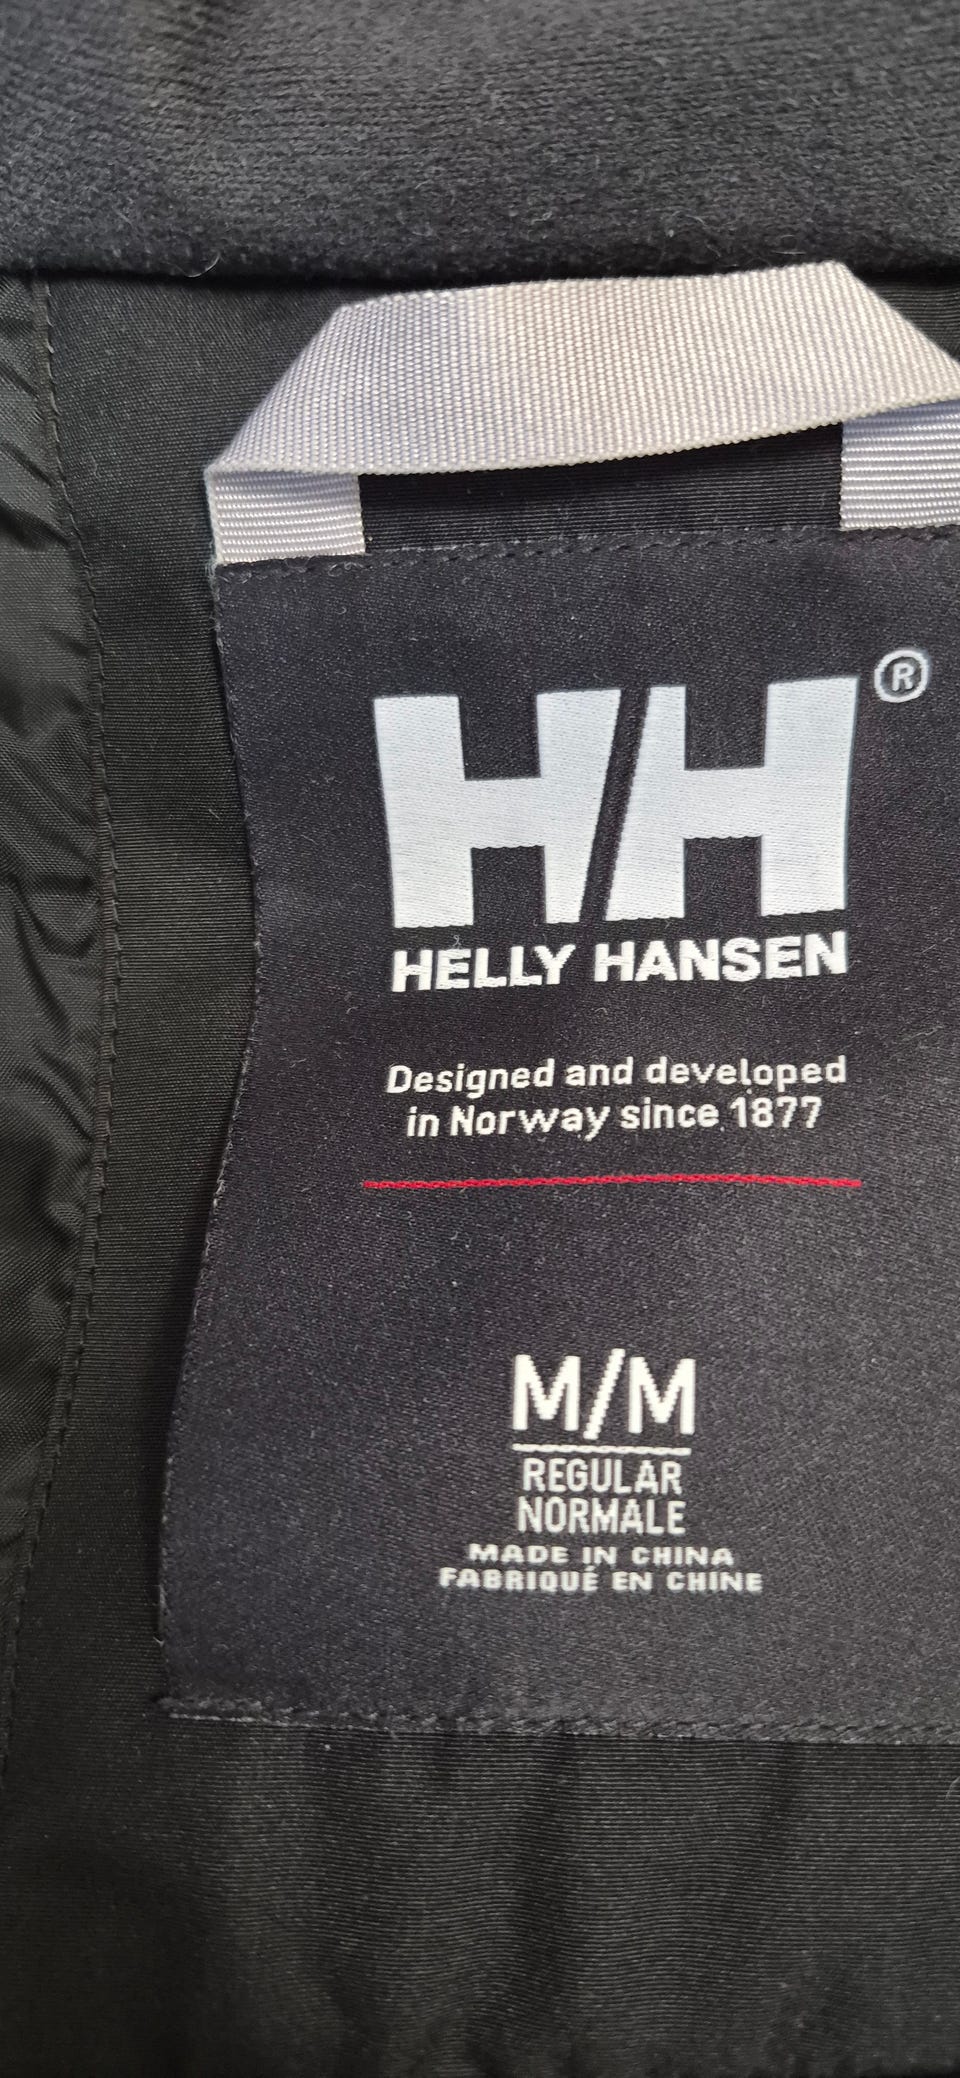 HH®
HELLY HANSEN
Designed and developed
in Norway since 1877
M/M
REGULAR
NORMALE
MADE IN CHINA
FABRIQUÉ EN CHINE